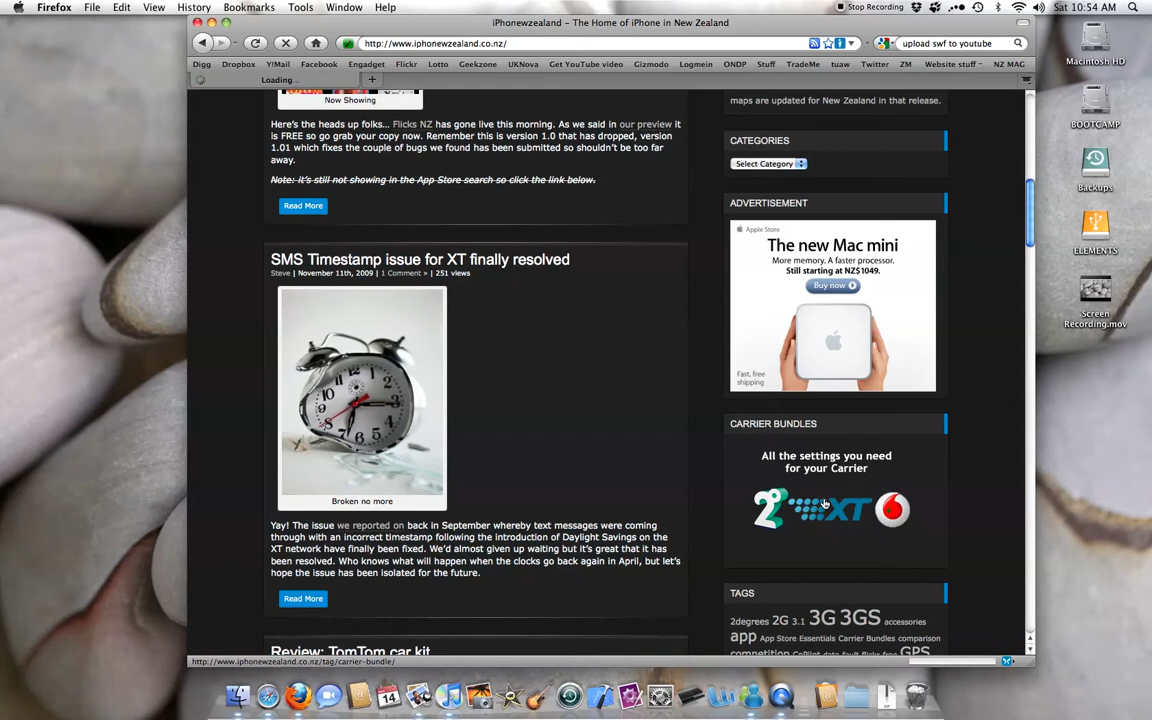 Firefox File Edit View History Bookmarks Tools Window Help Stop Recording Sat 10:54 AM
iPhonewzealand - The Home of iPhone in New Zealand
http://www.iphonewzealand.co.nz/ upload swf to youtube
Digg Dropbox Y!Mail Facebook Engadget Flickr Lotto Geekzone UKNova Get YouTube video Gizmodo Logmein ONDP Stuff TradeMe tuaw Twitter ZM Website stuff NZ MAG
Loading...
Macintosh HD
BOOTCAMP
Backups
ELEMENTS
Screen
Recording.mov
Now Showing
Here's the heads up folks... Flicks NZ has gone live this morning. As we said in our preview it
is FREE so go grab your copy now. Remember this is version 1.0 that has dropped, version
1.01 which fixes the couple of bugs we found has been submitted so shouldn't be too far
away.
Note: it's still not showing in the App Store search so click the link below.
Read More
SMS Timestamp issue for XT finally resolved
Steve | November 11th, 2009 | 1 Comment » | 251 views
Broken no more
Yay! The issue we reported on back in September whereby text messages were coming
through with an incorrect timestamp following the introduction of Daylight Savings on the
XT network have finally been fixed. We'd almost given up waiting but it's great that it has
been resolved. Who knows what will happen when the clocks go back again in April, but let's
hope the issue has been isolated for the future.
Read More
Review: TomTom car kit
maps are updated for New Zealand in that release.
CATEGORIES
Select Category
ADVERTISEMENT
Apple Store
The new Mac mini
More memory. A faster processor.
Still starting at NZ$1049.
Buy now
Fast, free
shipping
CARRIER BUNDLES
All the settings you need
for your Carrier
2° XT
TAGS
2degrees 2G 3.1 3G 3GS accessories
app App Store Essentials Carrier Bundles comparison
competition CoPilot data fault flicks free GPS
http://www.iphonewzealand.co.nz/tag/carrier-bundle/